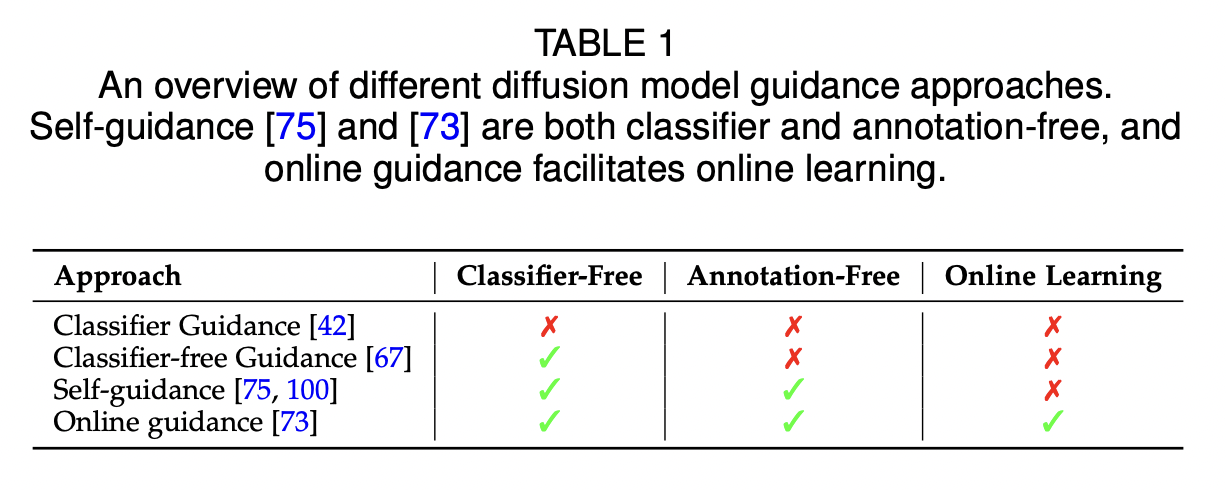 TABLE 1
An overview of different diffusion model guidance approaches.
Self-guidance [75] and [73] are both classifier and annotation-free, and
online guidance facilitates online learning.
Approach Classifier-Free Annotation-Free Online Learning
Classifier Guidance [42] ✗ ✗ ✗
Classifier-free Guidance [67] ✓ ✗ ✗
Self-guidance [75, 100] ✓ ✓ ✗
Online guidance [73] ✓ ✓ ✓